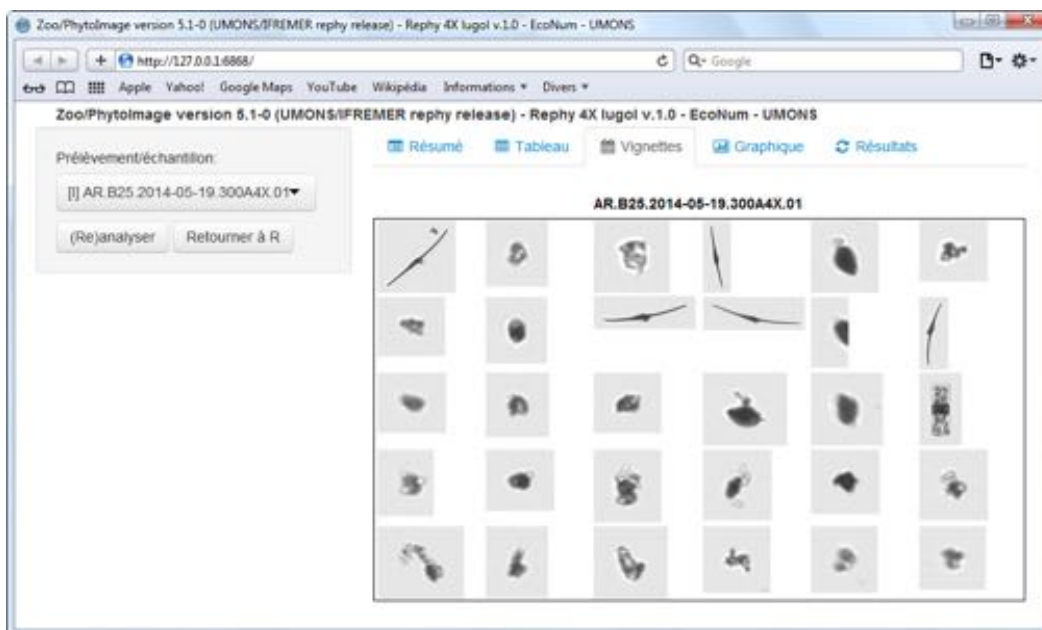 Zoo/PhytoImage version 5.1-0 (UMONS/IFREMER rephy release) - Rephy 4X lugol v.1.0 - EcoNum - UMONS
http://127.0.0.1:6868/
Google
Apple Yahoo! Google Maps YouTube Wikipédia Informations Divers
Zoo/PhytoImage version 5.1-0 (UMONS/IFREMER rephy release) - Rephy 4X lugol v.1.0 - EcoNum - UMONS
Résumé Tableau Vignettes Graphique Résultats
Prélèvement/échantillon:
[I] AR.B25.2014-05-19.300A4X.01
(Re)analyser Retourner à R
AR.B25.2014-05-19.300A4X.01